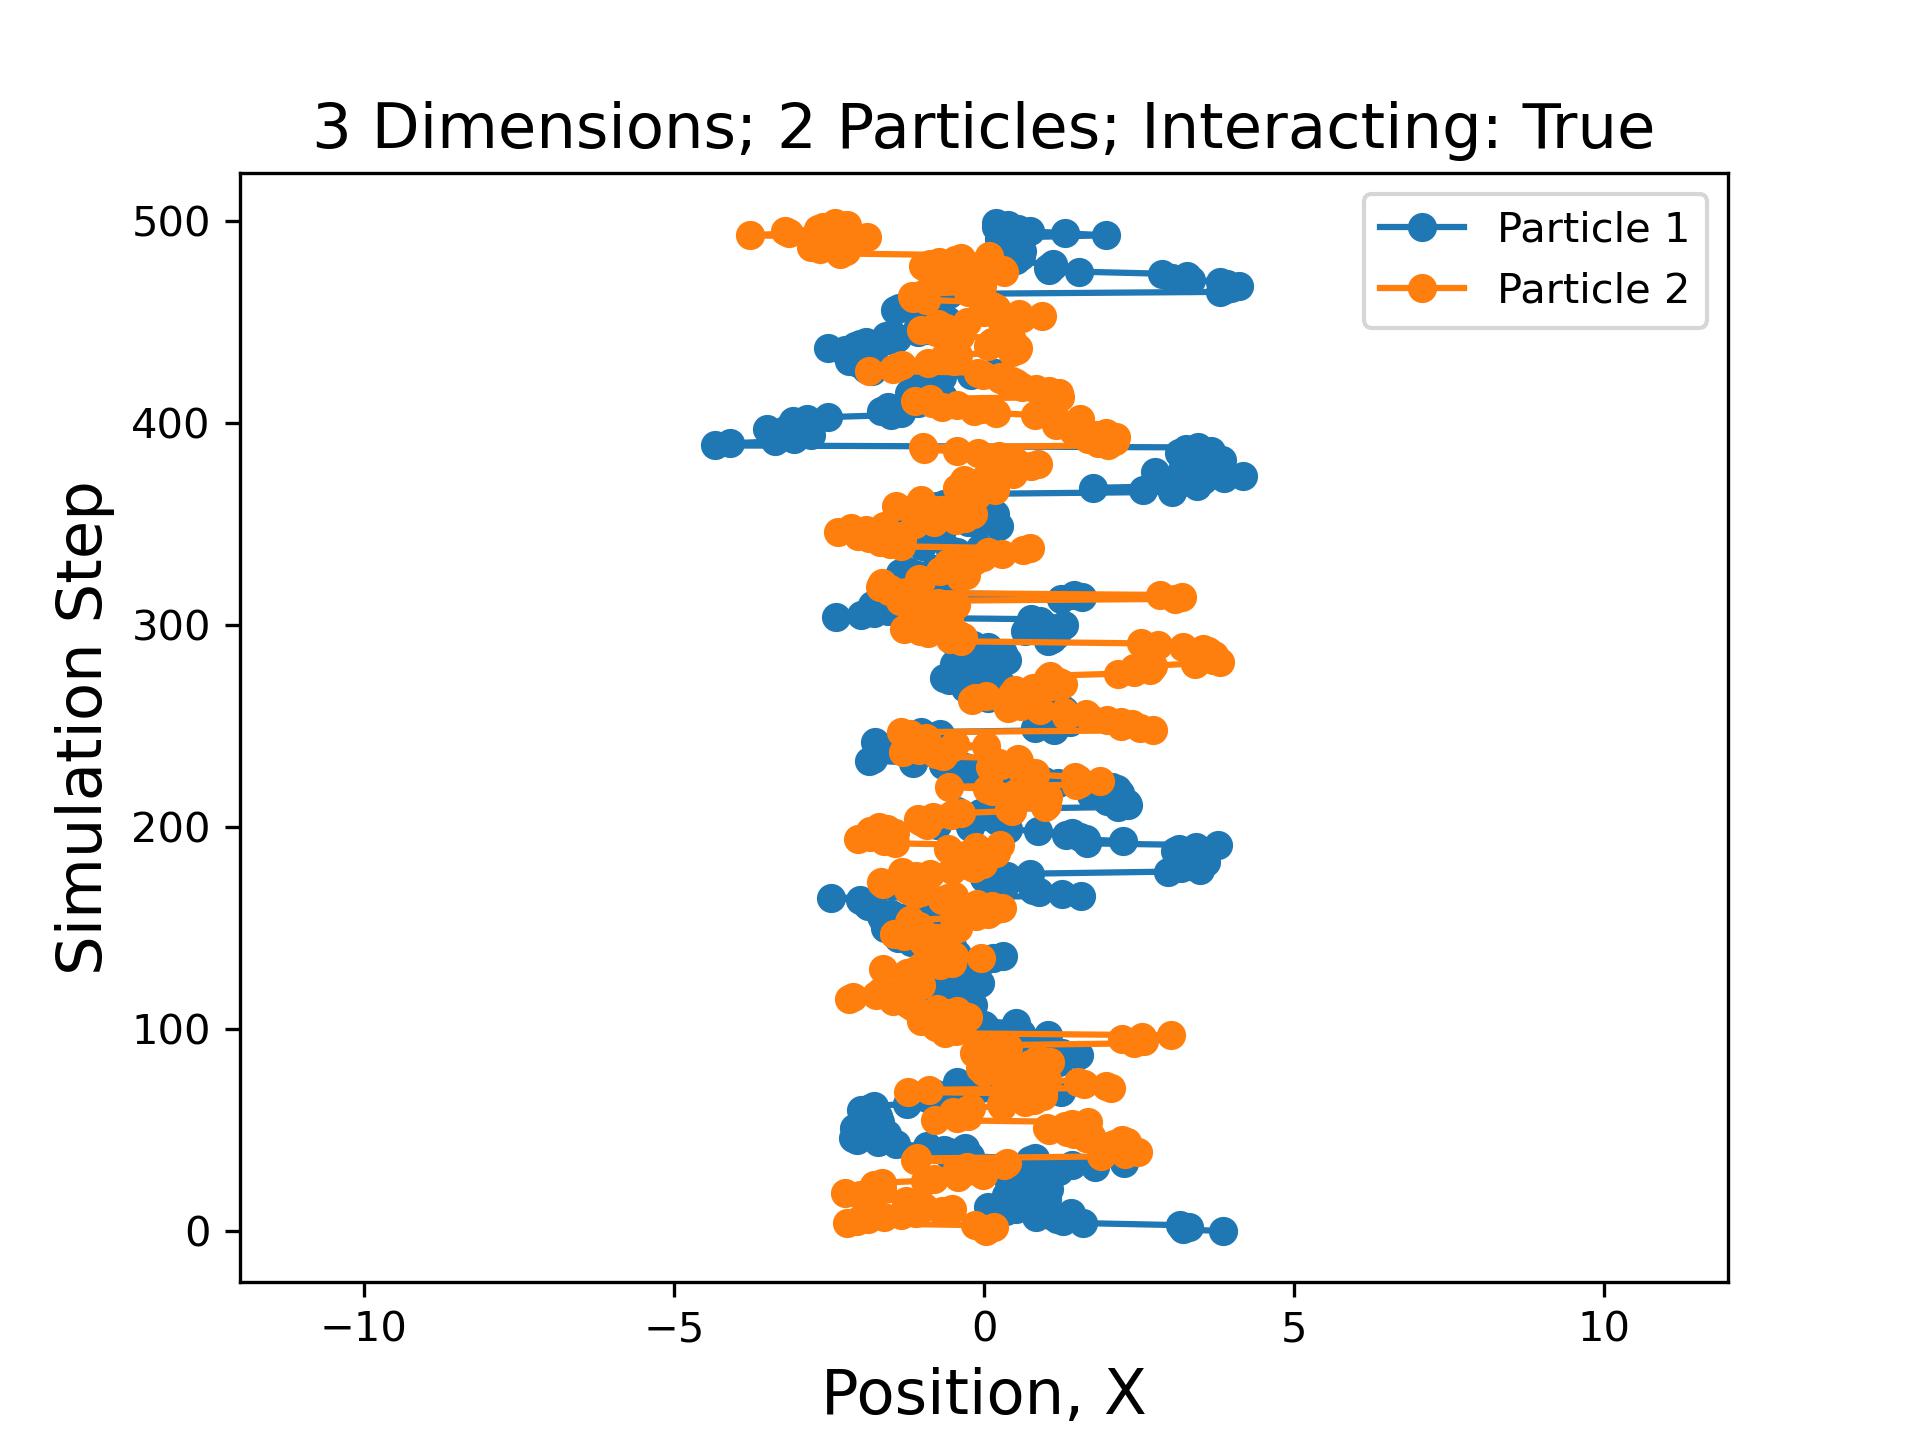 3 Dimensions; 2 Particles; Interacting: True
Particle 1
Particle 2
Simulation Step
500
400
300
200
100
0
−10
−5
0
5
10
Position, X